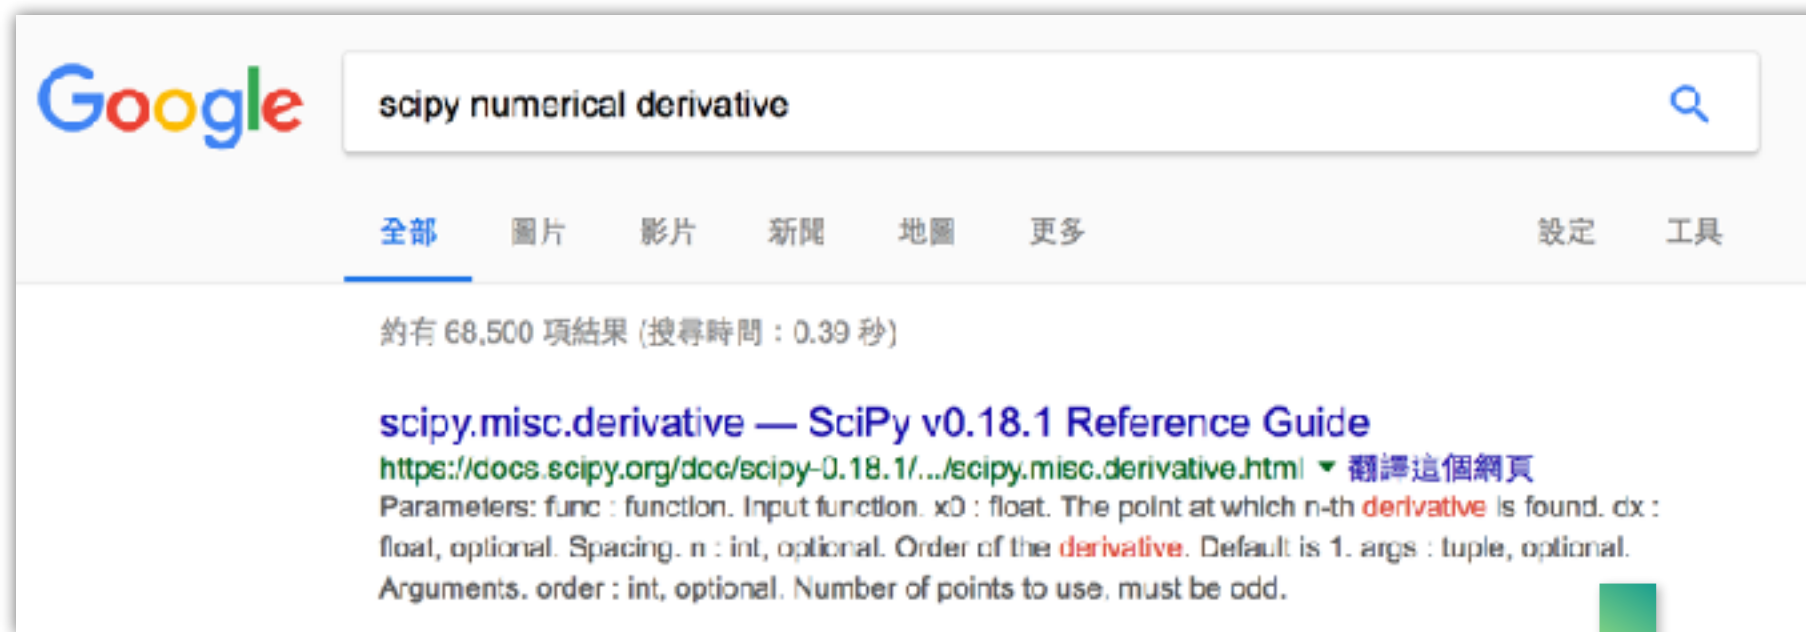 Google
scipy numerical derivative
全部 圖片 影片 新聞 地圖 更多 設定 工具
約有 68,500 項結果 (搜尋時間：0.39 秒)
scipy.misc.derivative — SciPy v0.18.1 Reference Guide
https://docs.scipy.org/doc/scipy-0.18.1/.../scipy.misc.derivative.html ▼ 翻譯這個網頁
Parameters: func : function. Input function. x0 : float. The point at which n-th derivative is found. dx :
float, optional. Spacing. n : int, optional. Order of the derivative. Default is 1. args : tuple, optional.
Arguments. order : int, optional. Number of points to use, must be odd.